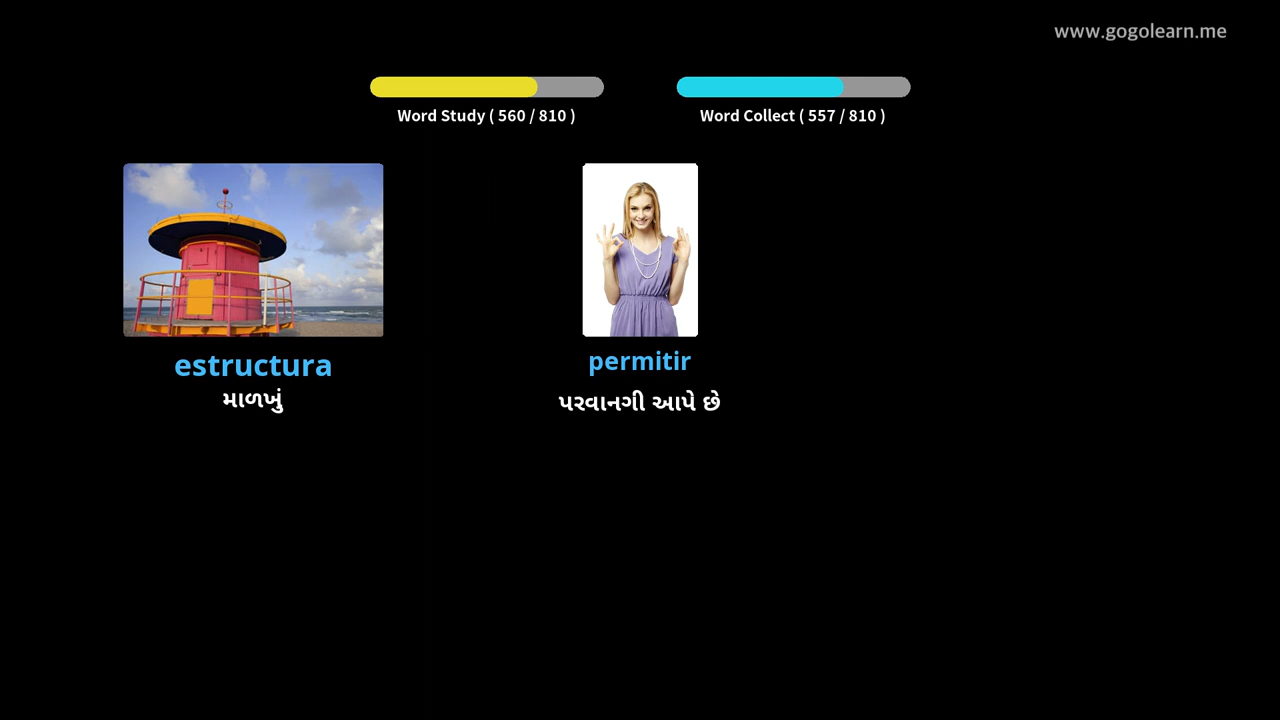 www.gogolearn.me
Word Study ( 560 / 810 )
Word Collect ( 557 / 810 )
estructura
માળખું
permitir
પરવાનગી આપે છે